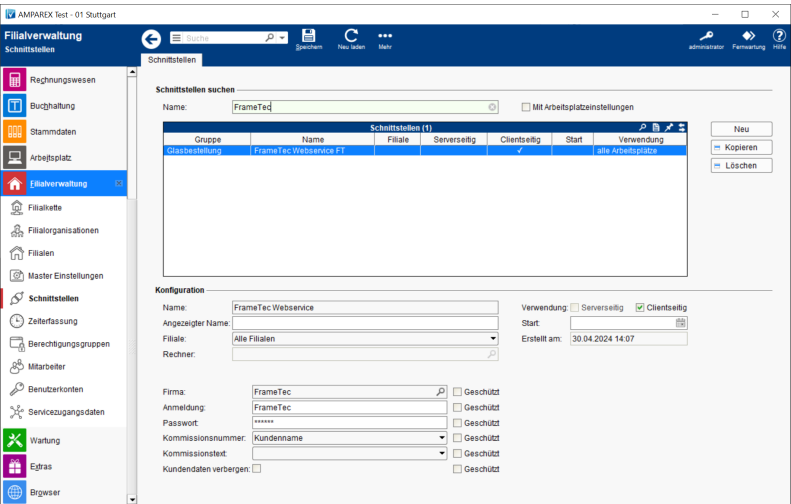 AMPAREX Test - 01 Stuttgart
Filialverwaltung
Schnittstellen
Suche
Speichern
Neu laden
Mehr
administrator
Fernwartung
Hilfe
Schnittstellen
Rechnungswesen
Buchhaltung
Stammdaten
Arbeitsplatz
Filialverwaltung
Filialkette
Filialorganisationen
Filialen
Master Einstellungen
Schnittstellen
Zeiterfassung
Berechtigungsgruppen
Mitarbeiter
Benutzerkonten
Servicezugangsdaten
Wartung
Extras
Browser
Schnittstellen suchen
Name: FrameTec Mit Arbeitsplatzeinstellungen
Schnittstellen (1)
Gruppe Name Filiale Serverseitig Clientseitig Start Verwendung
Glasbestellung FrameTec Webservice FT ✓ alle Arbeitsplätze
Neu
Kopieren
Löschen
Konfiguration
Name: FrameTec Webservice Verwendung: Serverseitig Clientseitig
Angezeigter Name: Start:
Filiale: Alle Filialen Erstellt am: 30.04.2024 14:07
Rechner:
Firma: FrameTec Geschützt
Anmeldung: FrameTec Geschützt
Passwort: ****** Geschützt
Kommissionsnummer: Kundenname Geschützt
Kommissionstext: Geschützt
Kundendaten verbergen: Geschützt